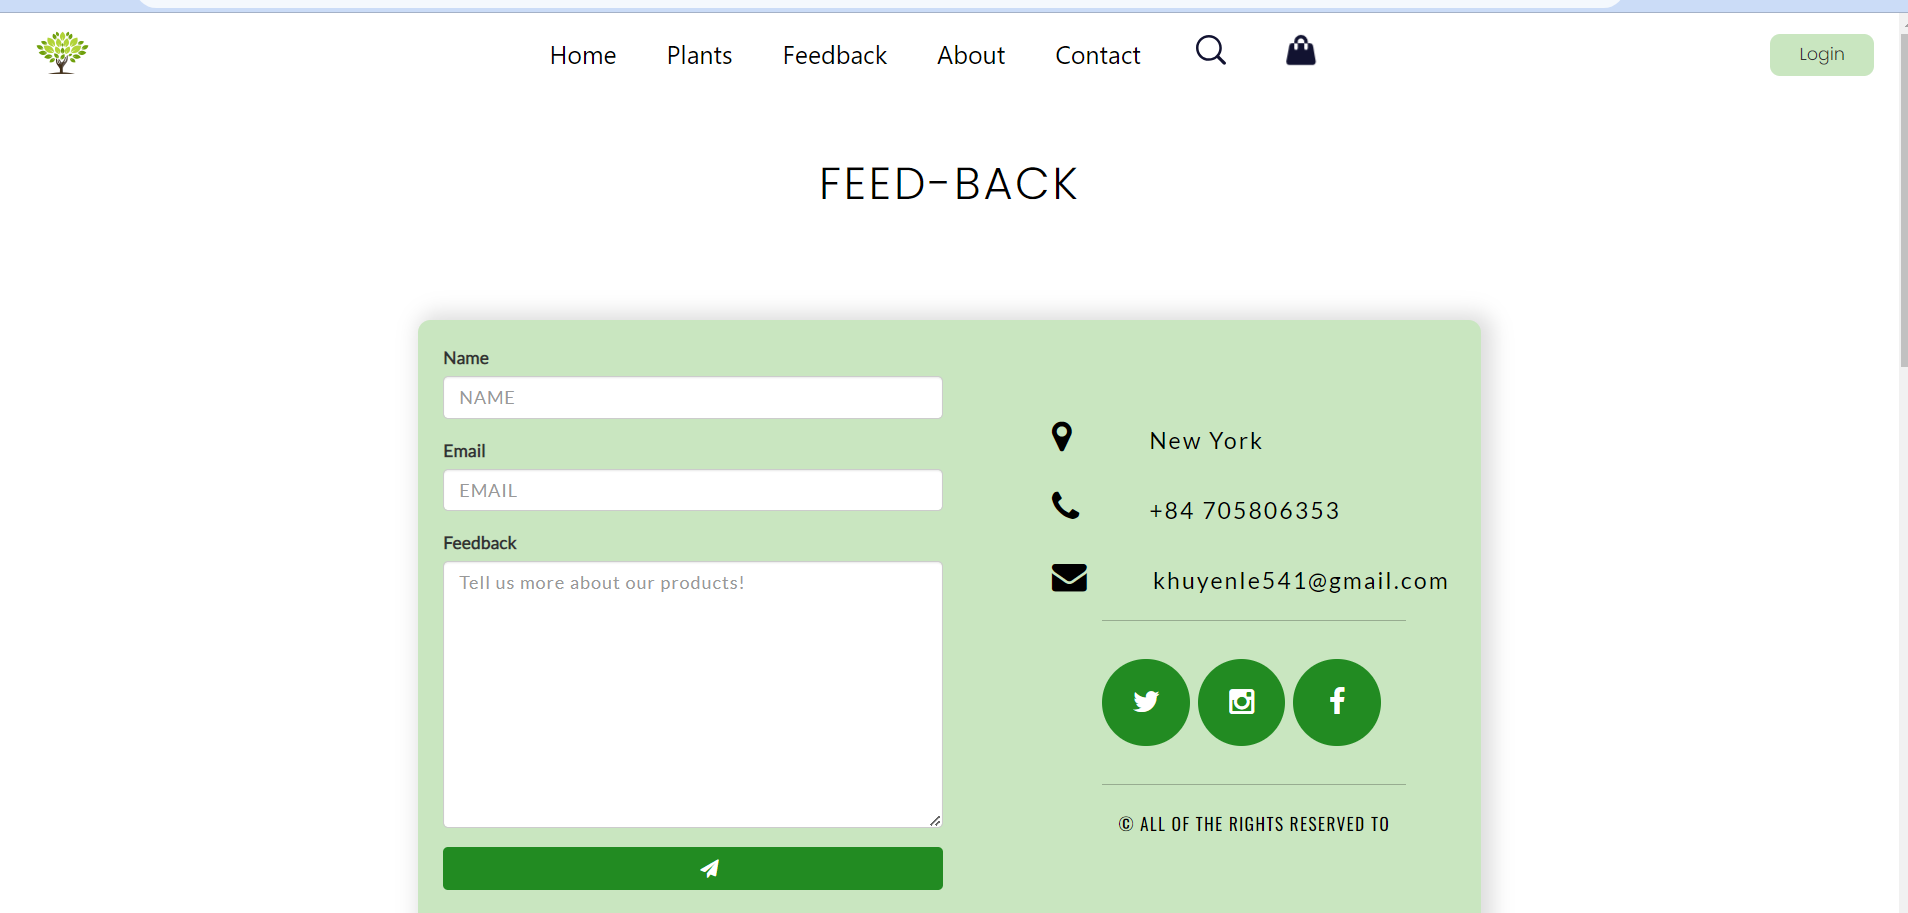 Home Plants Feedback About Contact Login
FEED-BACK
Name
NAME
Email
EMAIL
Feedback
Tell us more about our products!
New York
+84 705806353
khuyenle541@gmail.com
© ALL OF THE RIGHTS RESERVED TO